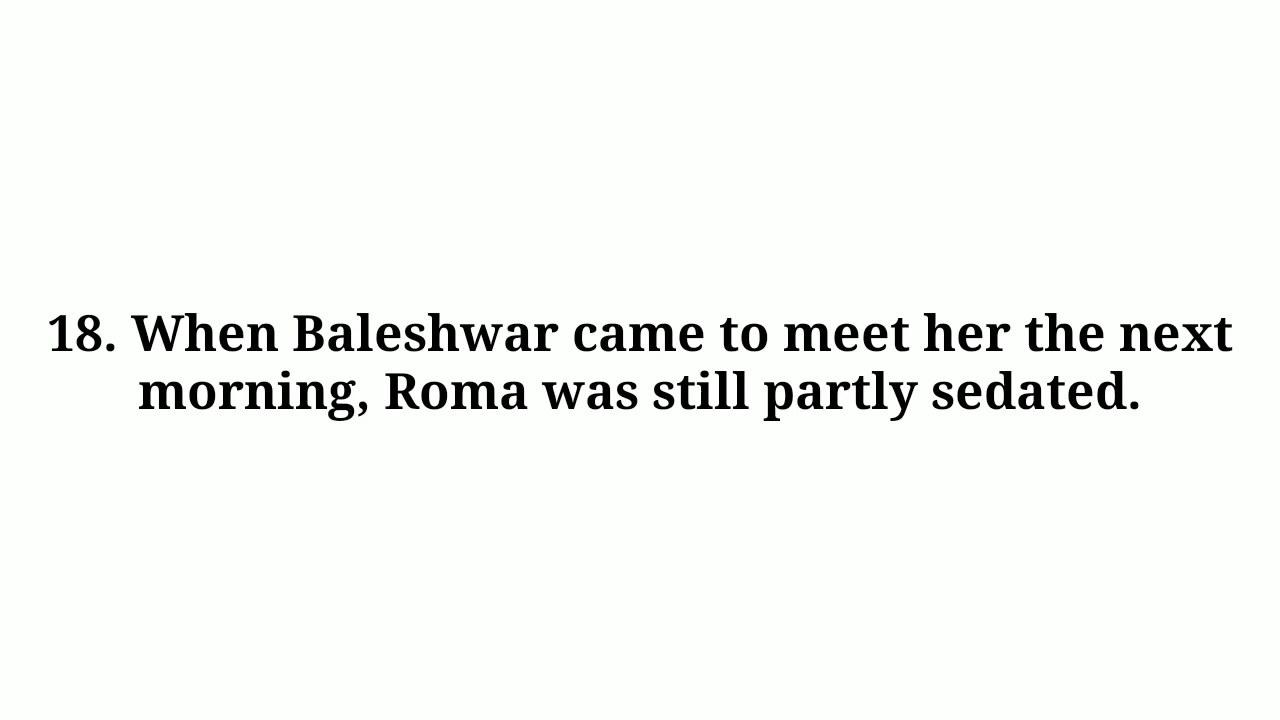 18. When Baleshwar came to meet her the next
morning, Roma was still partly sedated.